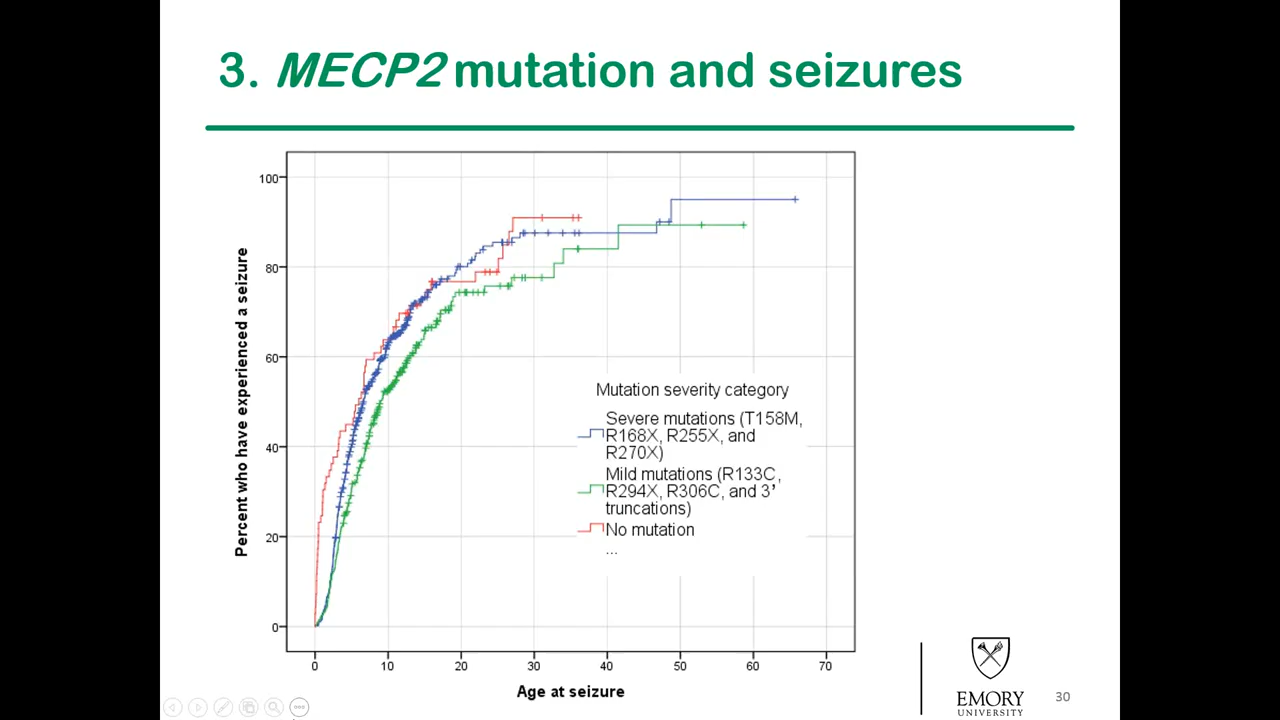 3. MECP2 mutation and seizures
100
80
60
40
20
0
Percent who have experienced a seizure
Mutation severity category
Severe mutations (T158M,
R168X, R255X, and
R270X)
Mild mutations (R133C,
R294X, R306C, and 3’
truncations)
No mutation
...
0 10 20 30 40 50 60 70
Age at seizure
EMORY
UNIVERSITY
30